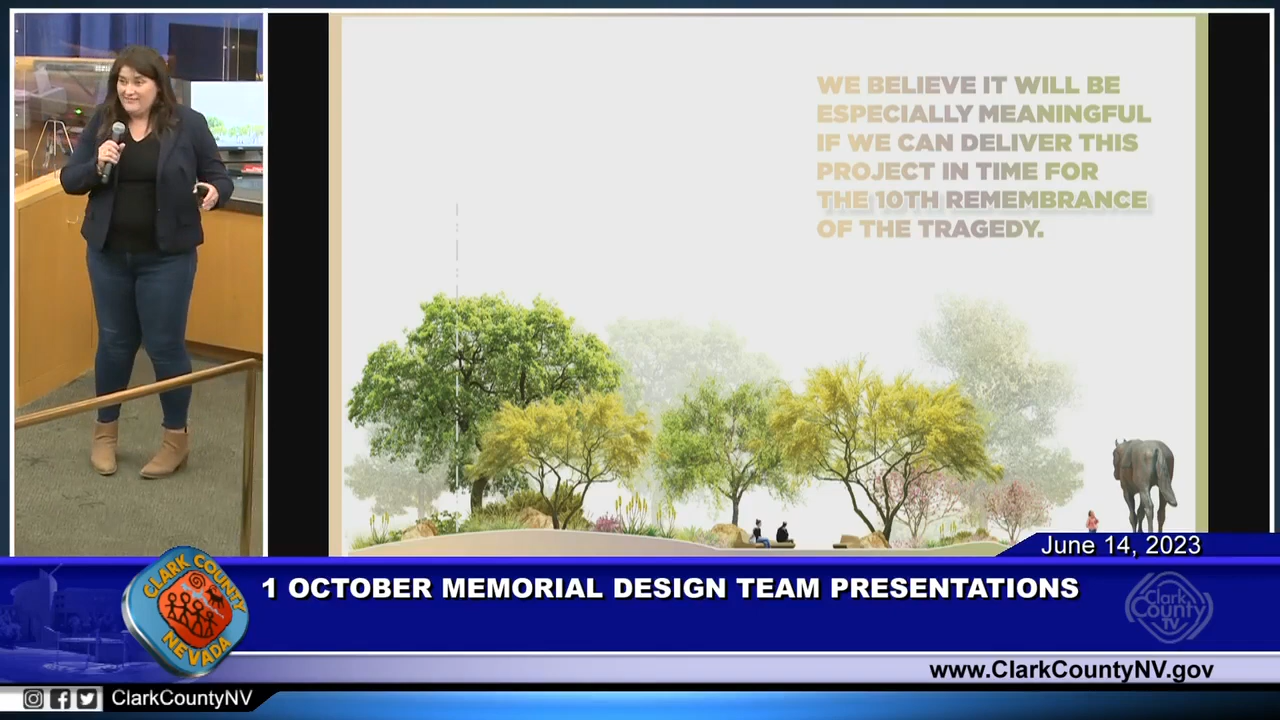 WE BELIEVE IT WILL BE
ESPECIALLY MEANINGFUL
IF WE CAN DELIVER THIS
PROJECT IN TIME FOR
THE 10TH REMEMBRANCE
OF THE TRAGEDY.
June 14, 2023
CLARK COUNTY
NEVADA
1 OCTOBER MEMORIAL DESIGN TEAM PRESENTATIONS
Clark
County
TV
www.ClarkCountyNV.gov
ClarkCountyNV